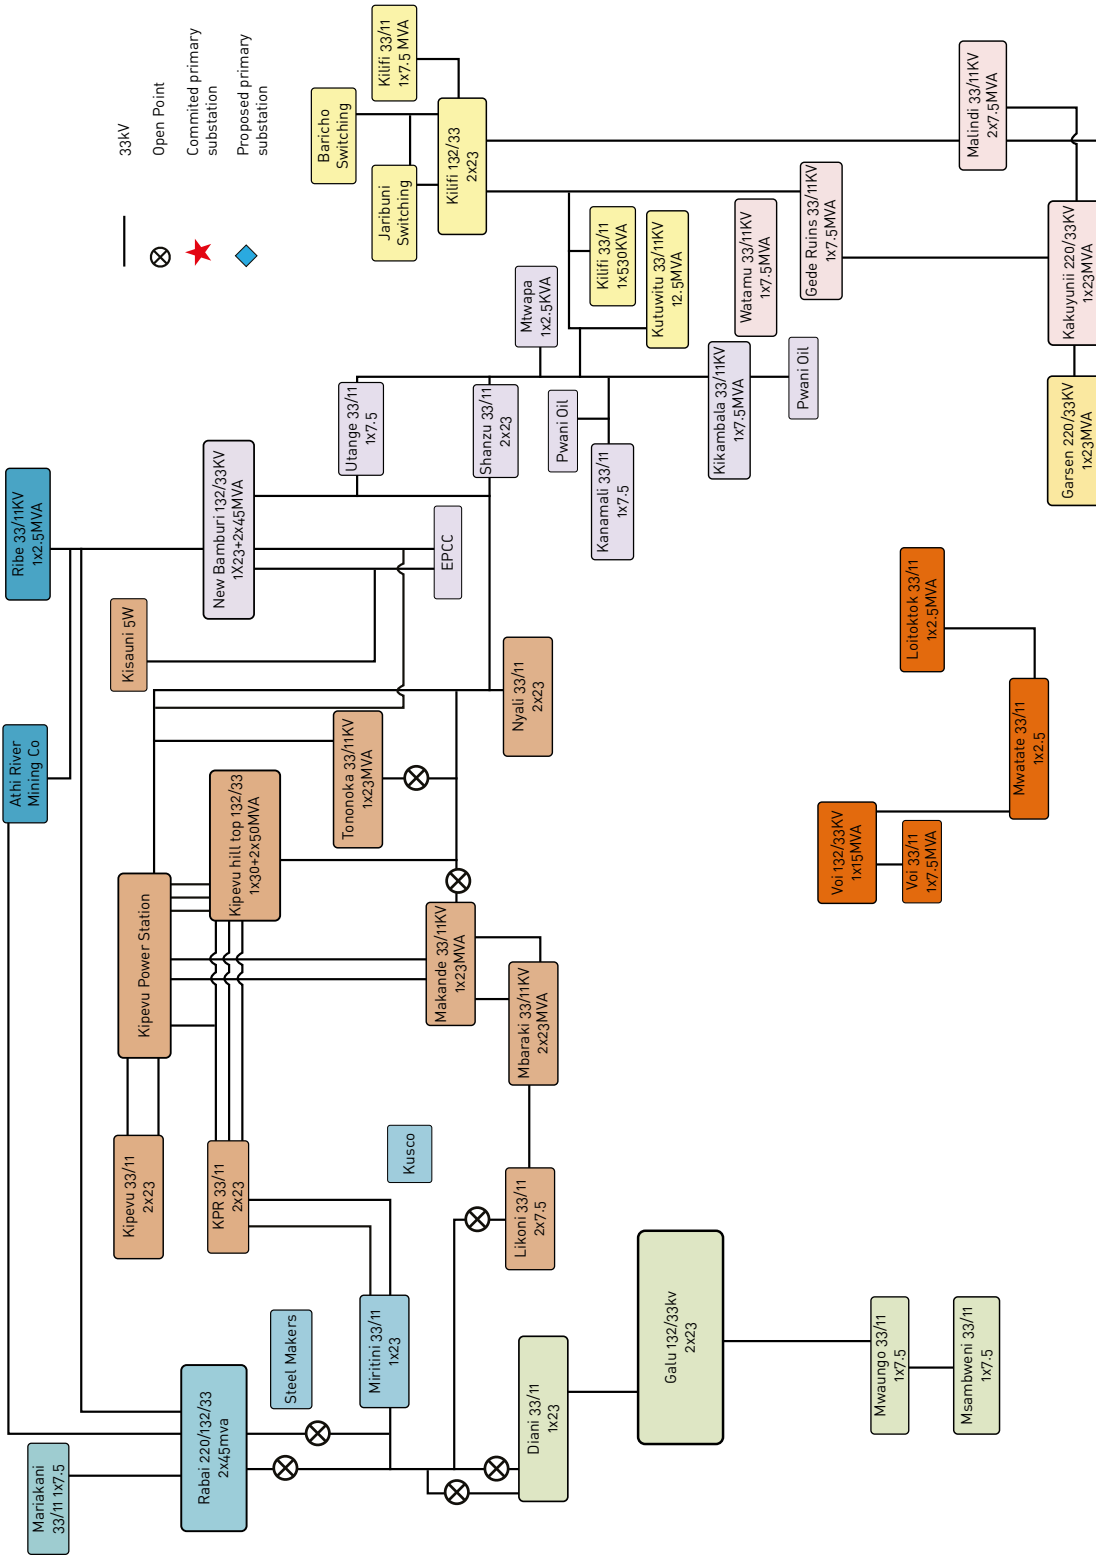 33kV
Open Point
Commited primary
substation
Proposed primary
substation
Mariakani
33/11 1x7.5
Athi River
Mining Co
Ribe 33/11KV
1x2.5MVA
Rabai 220/132/33
2x45mva
Steel Makers
Miritini 33/11
1x23
Kusco
Kipevu 33/11
2x23
KPR 33/11
2x23
Kipevu Power Station
Kipevu hill top 132/33
1x30+2x50MVA
Tononoka 33/11KV
1x23MVA
Kisauni 5W
Makande 33/11KV
1x23MVA
Mbaraki 33/11KV
2x23MVA
Likoni 33/11
2x7.5
Nyali 33/11
2x23
New Bamburi 132/33KV
1X23+2x45MVA
EPCC
Utange 33/11
1x7.5
Shanzu 33/11
2x23
Mtwapa
1x2.5KVA
Pwani Oil
Kanamali 33/11
1x7.5
Kikambala 33/11KV
1x7.5MVA
Pwani Oil
Baricho
Switching
Jaribuni
Switching
Kilifi 33/11
1x7.5 MVA
Kilifi 132/33
2x23
Kilifi 33/11
1x530KVA
Kutuwitu 33/11KV
12.5MVA
Watamu 33/11KV
1x7.5MVA
Gede Ruins 33/11KV
1x7.5MVA
Malindi 33/11KV
2x7.5MVA
Kakuyunii 220/33KV
1x23MVA
Garsen 220/33KV
1x23MVA
Diani 33/11
1x23
Galu 132/33kv
2x23
Mwaungo 33/11
1x7.5
Msambweni 33/11
1x7.5
Voi 132/33KV
1x15MVA
Voi 33/11
1x7.5MVA
Mwatate 33/11
1x2.5
Loitoktok 33/11
1x2.5MVA